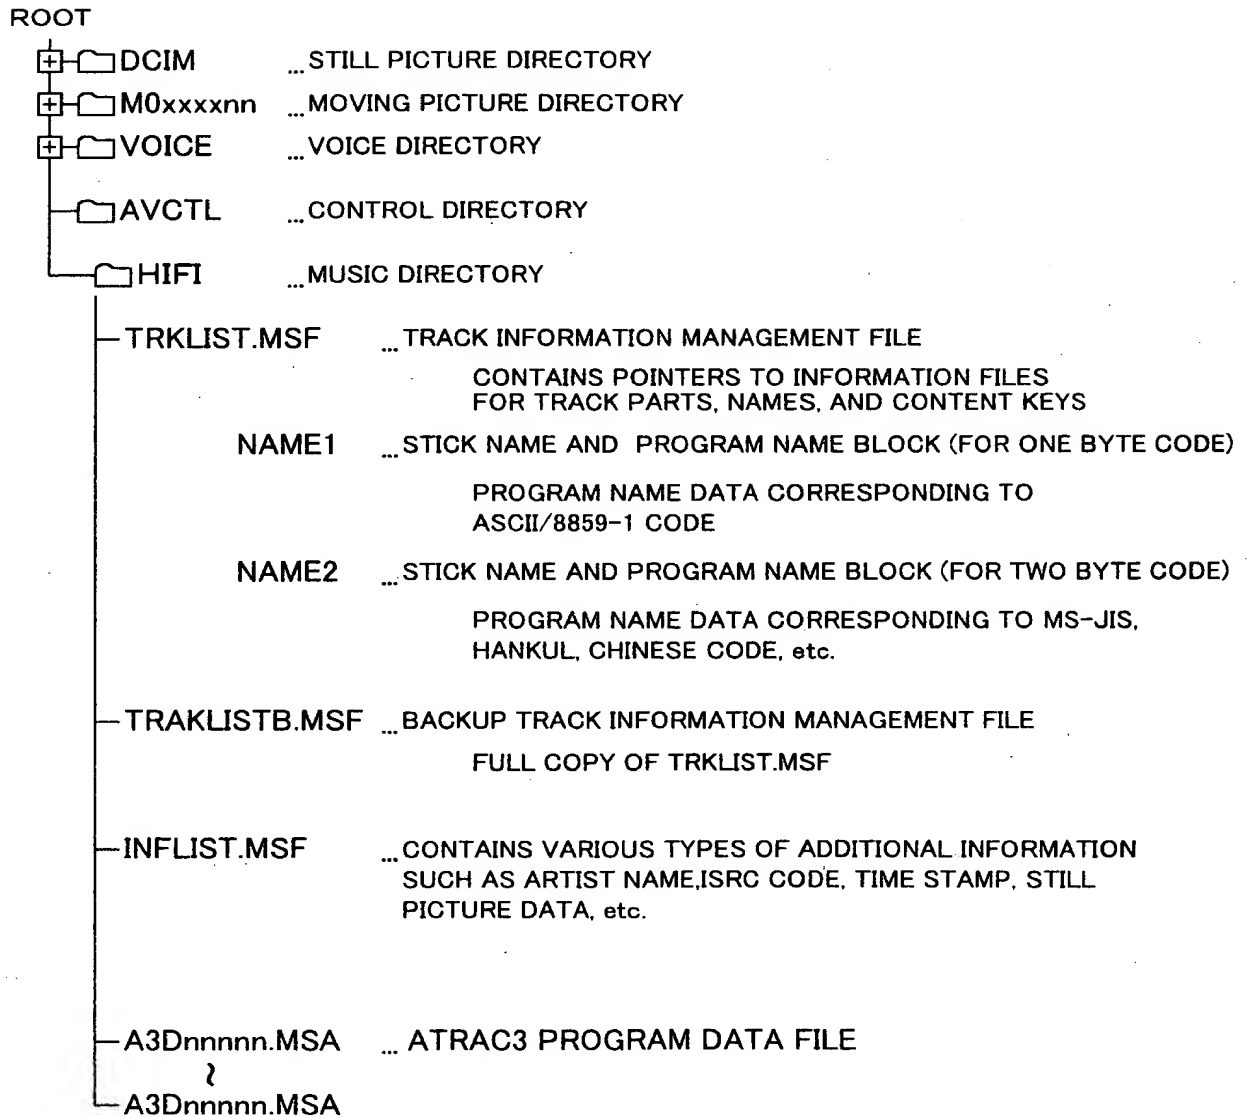 ROOT
DCIM ...STILL PICTURE DIRECTORY
M0xxxxnn ...MOVING PICTURE DIRECTORY
VOICE ...VOICE DIRECTORY
AVCTL ...CONTROL DIRECTORY
HIFI ...MUSIC DIRECTORY
TRKLIST.MSF ...TRACK INFORMATION MANAGEMENT FILE
CONTAINS POINTERS TO INFORMATION FILES
FOR TRACK PARTS, NAMES, AND CONTENT KEYS
NAME1 ...STICK NAME AND PROGRAM NAME BLOCK (FOR ONE BYTE CODE)
PROGRAM NAME DATA CORRESPONDING TO
ASCII/8859-1 CODE
NAME2 ...STICK NAME AND PROGRAM NAME BLOCK (FOR TWO BYTE CODE)
PROGRAM NAME DATA CORRESPONDING TO MS-JIS,
HANKUL, CHINESE CODE, etc.
TRAKLISTB.MSF ...BACKUP TRACK INFORMATION MANAGEMENT FILE
FULL COPY OF TRKLIST.MSF
INFLIST.MSF ...CONTAINS VARIOUS TYPES OF ADDITIONAL INFORMATION
SUCH AS ARTIST NAME,ISRC CODE, TIME STAMP, STILL
PICTURE DATA, etc.
A3Dnnnnn.MSA ... ATRAC3 PROGRAM DATA FILE
≀
A3Dnnnnn.MSA